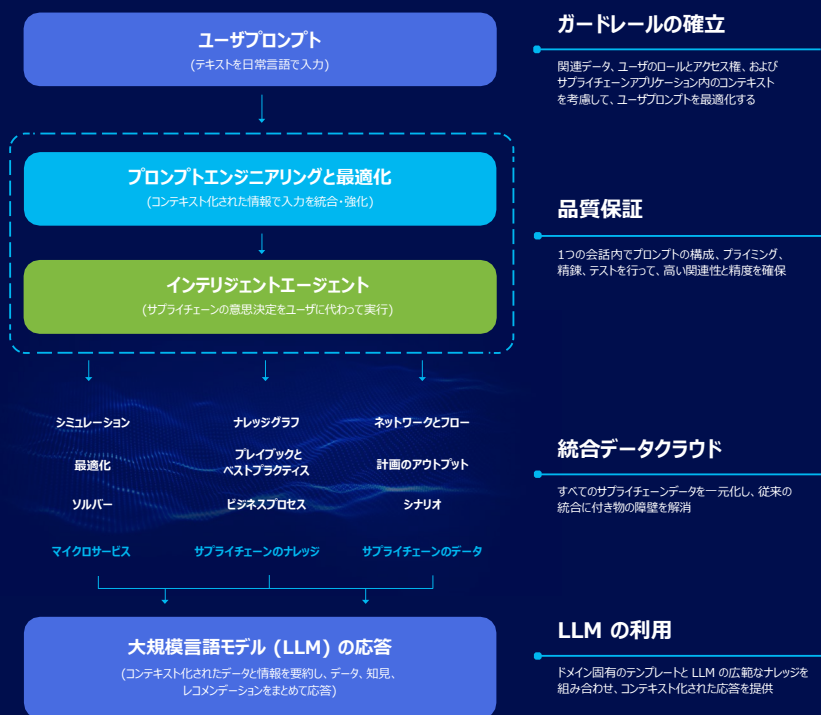 ユーザプロンプト
(テキストを日常言語で入力)
ガードレールの確立
関連データ、ユーザのロールとアクセス権、および
サプライチェーンアプリケーション内のコンテキスト
を考慮して、ユーザプロンプトを最適化する
プロンプトエンジニアリングと最適化
(コンテキスト化された情報で入力を統合・強化)
インテリジェントエージェント
(サプライチェーンの意思決定をユーザに代わって実行)
品質保証
1つの会話内でプロンプトの構成、プライミング、
精錬、テストを行って、高い関連性と精度を確保
シミュレーション
最適化
ソルバー
マイクロサービス
ナレッジグラフ
プレイブックと
ベストプラクティス
ビジネスプロセス
サプライチェーンのナレッジ
ネットワークとフロー
計画のアウトプット
シナリオ
サプライチェーンのデータ
統合データクラウド
すべてのサプライチェーンデータを一元化し、従来の
統合に付き物の障壁を解消
大規模言語モデル (LLM) の応答
(コンテキスト化されたデータと情報を要約し、データ、知見、
レコメンデーションをまとめて応答)
LLM の利用
ドメイン固有のテンプレートと LLM の広範なナレッジを
組み合わせ、コンテキスト化された応答を提供